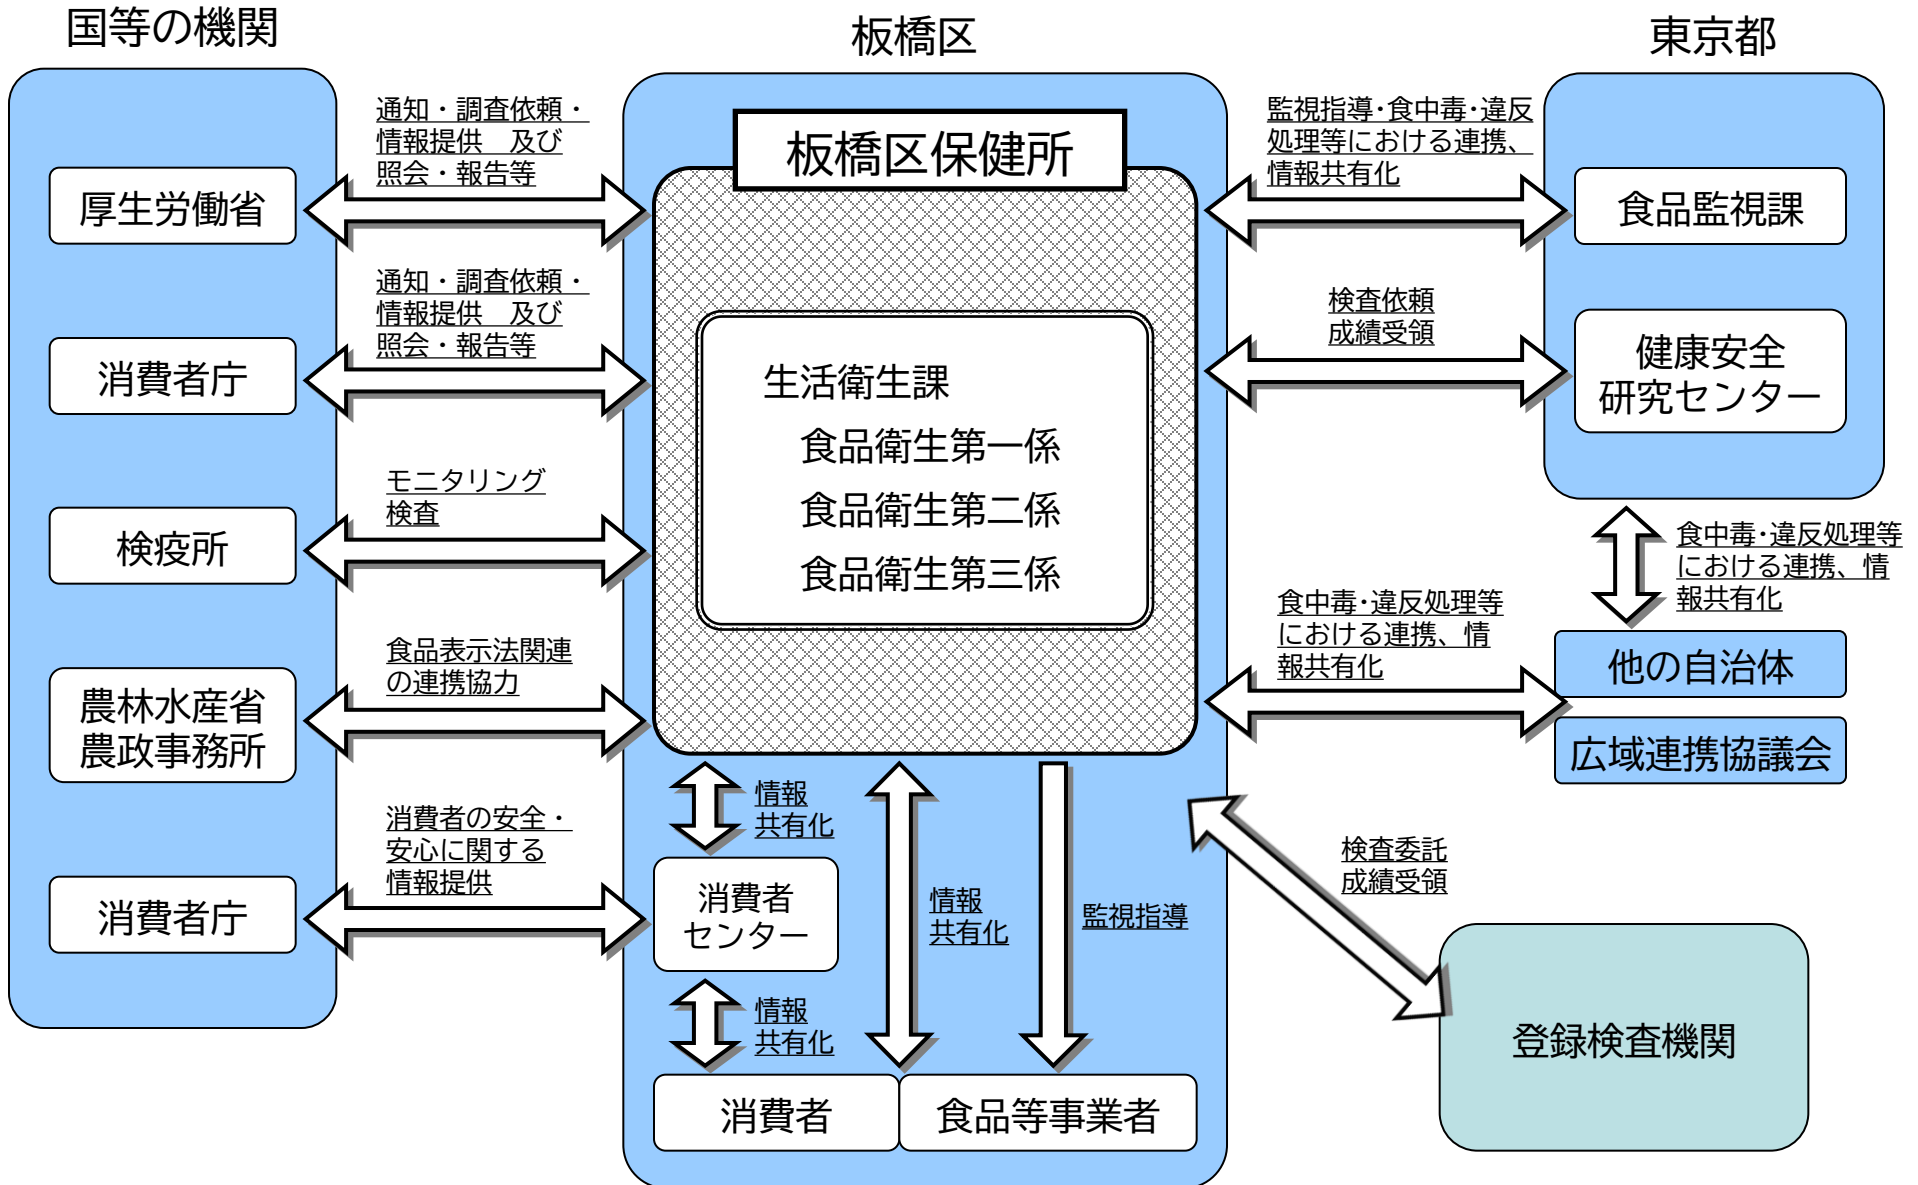 国等の機関
板橋区
東京都
通知・調査依頼・
情報提供　及び
照会・報告等
厚生労働省
通知・調査依頼・
情報提供　及び
照会・報告等
消費者庁
モニタリング
検査
検疫所
食品表示法関連
の連携協力
農林水産省
農政事務所
消費者の安全・
安心に関する
情報提供
消費者庁
板橋区保健所
生活衛生課
食品衛生第一係
食品衛生第二係
食品衛生第三係
情報
共有化
消費者
センター
情報
共有化
情報
共有化
監視指導
消費者
食品等事業者
監視指導・食中毒・違反
処理等における連携、
情報共有化
食品監視課
検査依頼
成績受領
健康安全
研究センター
食中毒・違反処理等
における連携、情
報共有化
食中毒・違反処理等
における連携、情
報共有化
他の自治体
広域連携協議会
検査委託
成績受領
登録検査機関